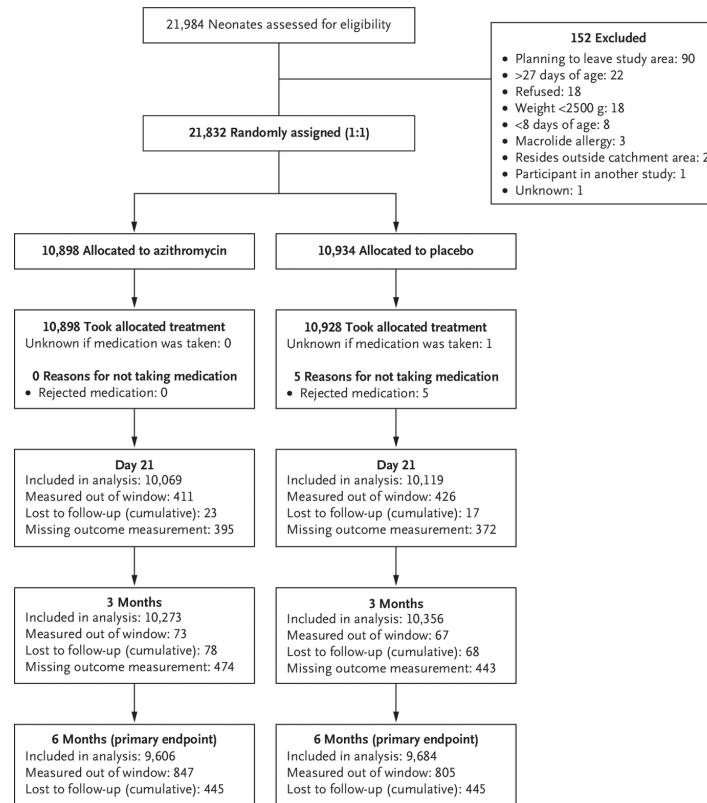 21,984 Neonates assessed for eligibility
152 Excluded
• Planning to leave study area: 90
• >27 days of age: 22
• Refused: 18
• Weight <2500 g: 18
• <8 days of age: 8
• Macrolide allergy: 3
• Resides outside catchment area: 2
• Participant in another study: 1
• Unknown: 1
21,832 Randomly assigned (1:1)
10,898 Allocated to azithromycin
10,898 Took allocated treatment
Unknown if medication was taken: 0
0 Reasons for not taking medication
• Rejected medication: 0
Day 21
Included in analysis: 10,069
Measured out of window: 411
Lost to follow-up (cumulative): 23
Missing outcome measurement: 395
3 Months
Included in analysis: 10,273
Measured out of window: 73
Lost to follow-up (cumulative): 78
Missing outcome measurement: 474
6 Months (primary endpoint)
Included in analysis: 9,606
Measured out of window: 847
Lost to follow-up (cumulative): 445
10,934 Allocated to placebo
10,928 Took allocated treatment
Unknown if medication was taken: 1
5 Reasons for not taking medication
• Rejected medication: 5
Day 21
Included in analysis: 10,119
Measured out of window: 426
Lost to follow-up (cumulative): 17
Missing outcome measurement: 372
3 Months
Included in analysis: 10,356
Measured out of window: 67
Lost to follow-up (cumulative): 68
Missing outcome measurement: 443
6 Months (primary endpoint)
Included in analysis: 9,684
Measured out of window: 805
Lost to follow-up (cumulative): 445